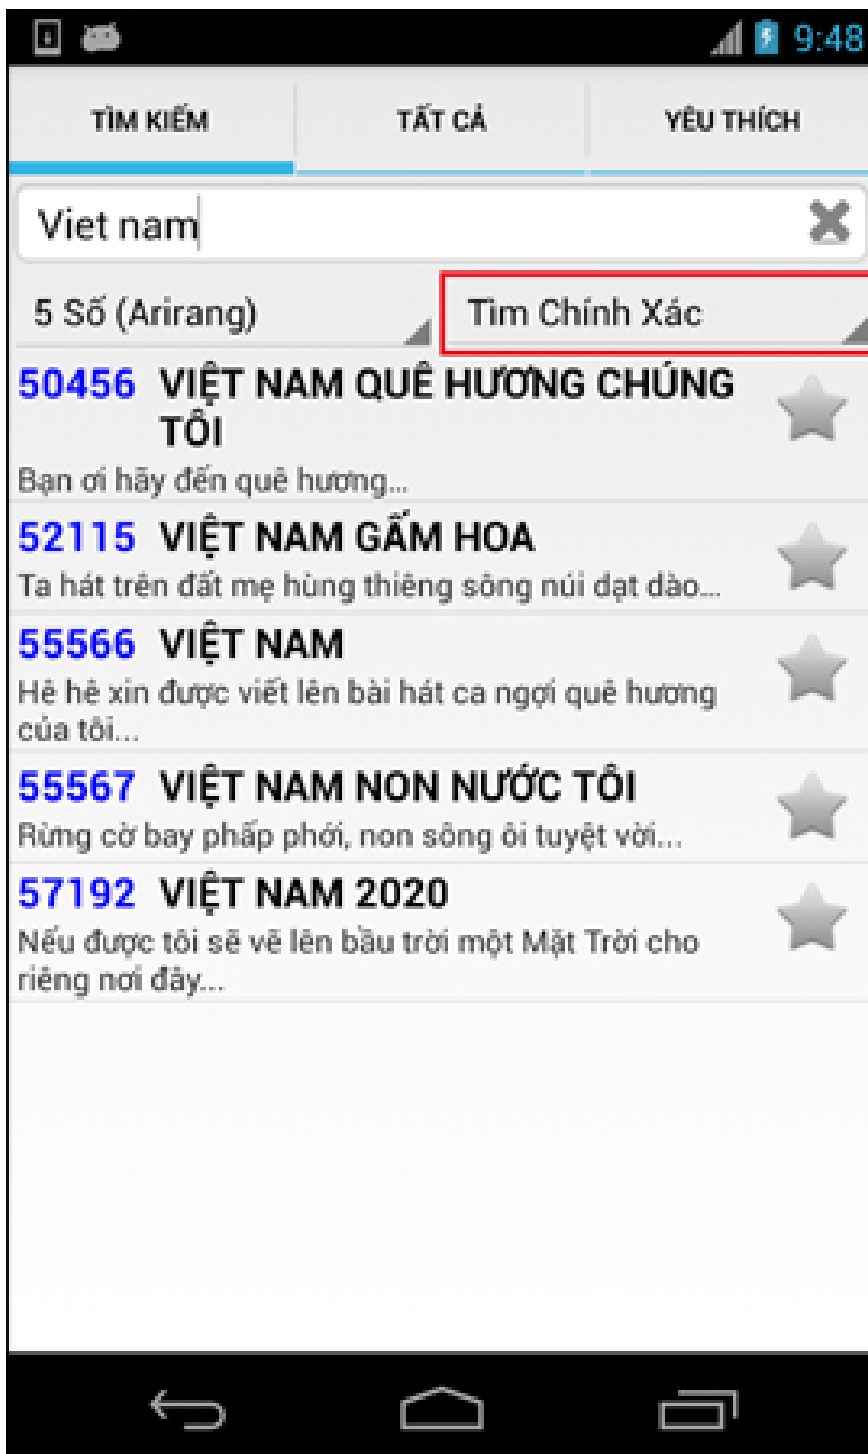 9:48
TÌM KIẾM TẤT CẢ YÊU THÍCH
Viet nam
5 Số (Arirang) Tìm Chính Xác
50456 VIỆT NAM QUÊ HƯƠNG CHÚNG
TÔI
Bạn ơi hãy đến quê hương...
52115 VIỆT NAM GẤM HOA
Ta hát trên đất mẹ hùng thiêng sông núi dạt dào...
55566 VIỆT NAM
Hê hê xin được viết lên bài hát ca ngợi quê hương
của tôi...
55567 VIỆT NAM NON NƯỚC TÔI
Rừng cờ bay phấp phới, non sông ôi tuyệt vời...
57192 VIỆT NAM 2020
Nếu được tôi sẽ vẽ lên bầu trời một Mặt Trời cho
riêng nơi đây...